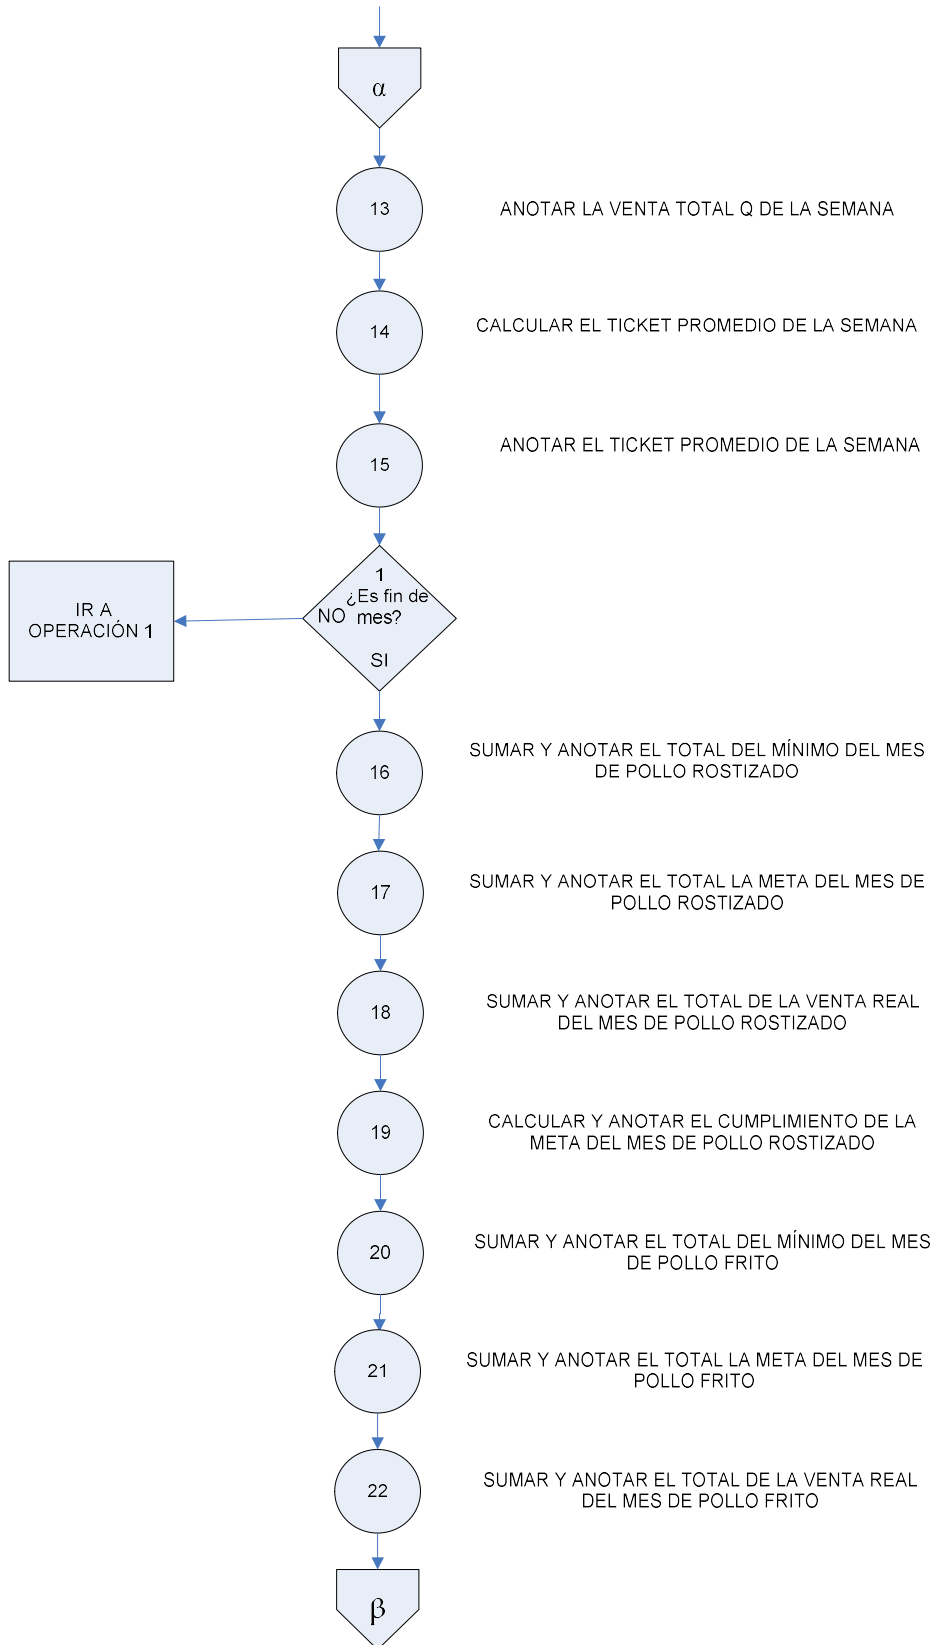 α
13
ANOTAR LA VENTA TOTAL Q DE LA SEMANA
14
CALCULAR EL TICKET PROMEDIO DE LA SEMANA
15
ANOTAR EL TICKET PROMEDIO DE LA SEMANA
1
¿Es fin de
NO mes?
SI
IR A
OPERACIÓN 1
16
SUMAR Y ANOTAR EL TOTAL DEL MÍNIMO DEL MES
DE POLLO ROSTIZADO
17
SUMAR Y ANOTAR EL TOTAL LA META DEL MES DE
POLLO ROSTIZADO
18
SUMAR Y ANOTAR EL TOTAL DE LA VENTA REAL
DEL MES DE POLLO ROSTIZADO
19
CALCULAR Y ANOTAR EL CUMPLIMIENTO DE LA
META DEL MES DE POLLO ROSTIZADO
20
SUMAR Y ANOTAR EL TOTAL DEL MÍNIMO DEL MES
DE POLLO FRITO
21
SUMAR Y ANOTAR EL TOTAL LA META DEL MES DE
POLLO FRITO
22
SUMAR Y ANOTAR EL TOTAL DE LA VENTA REAL
DEL MES DE POLLO FRITO
β